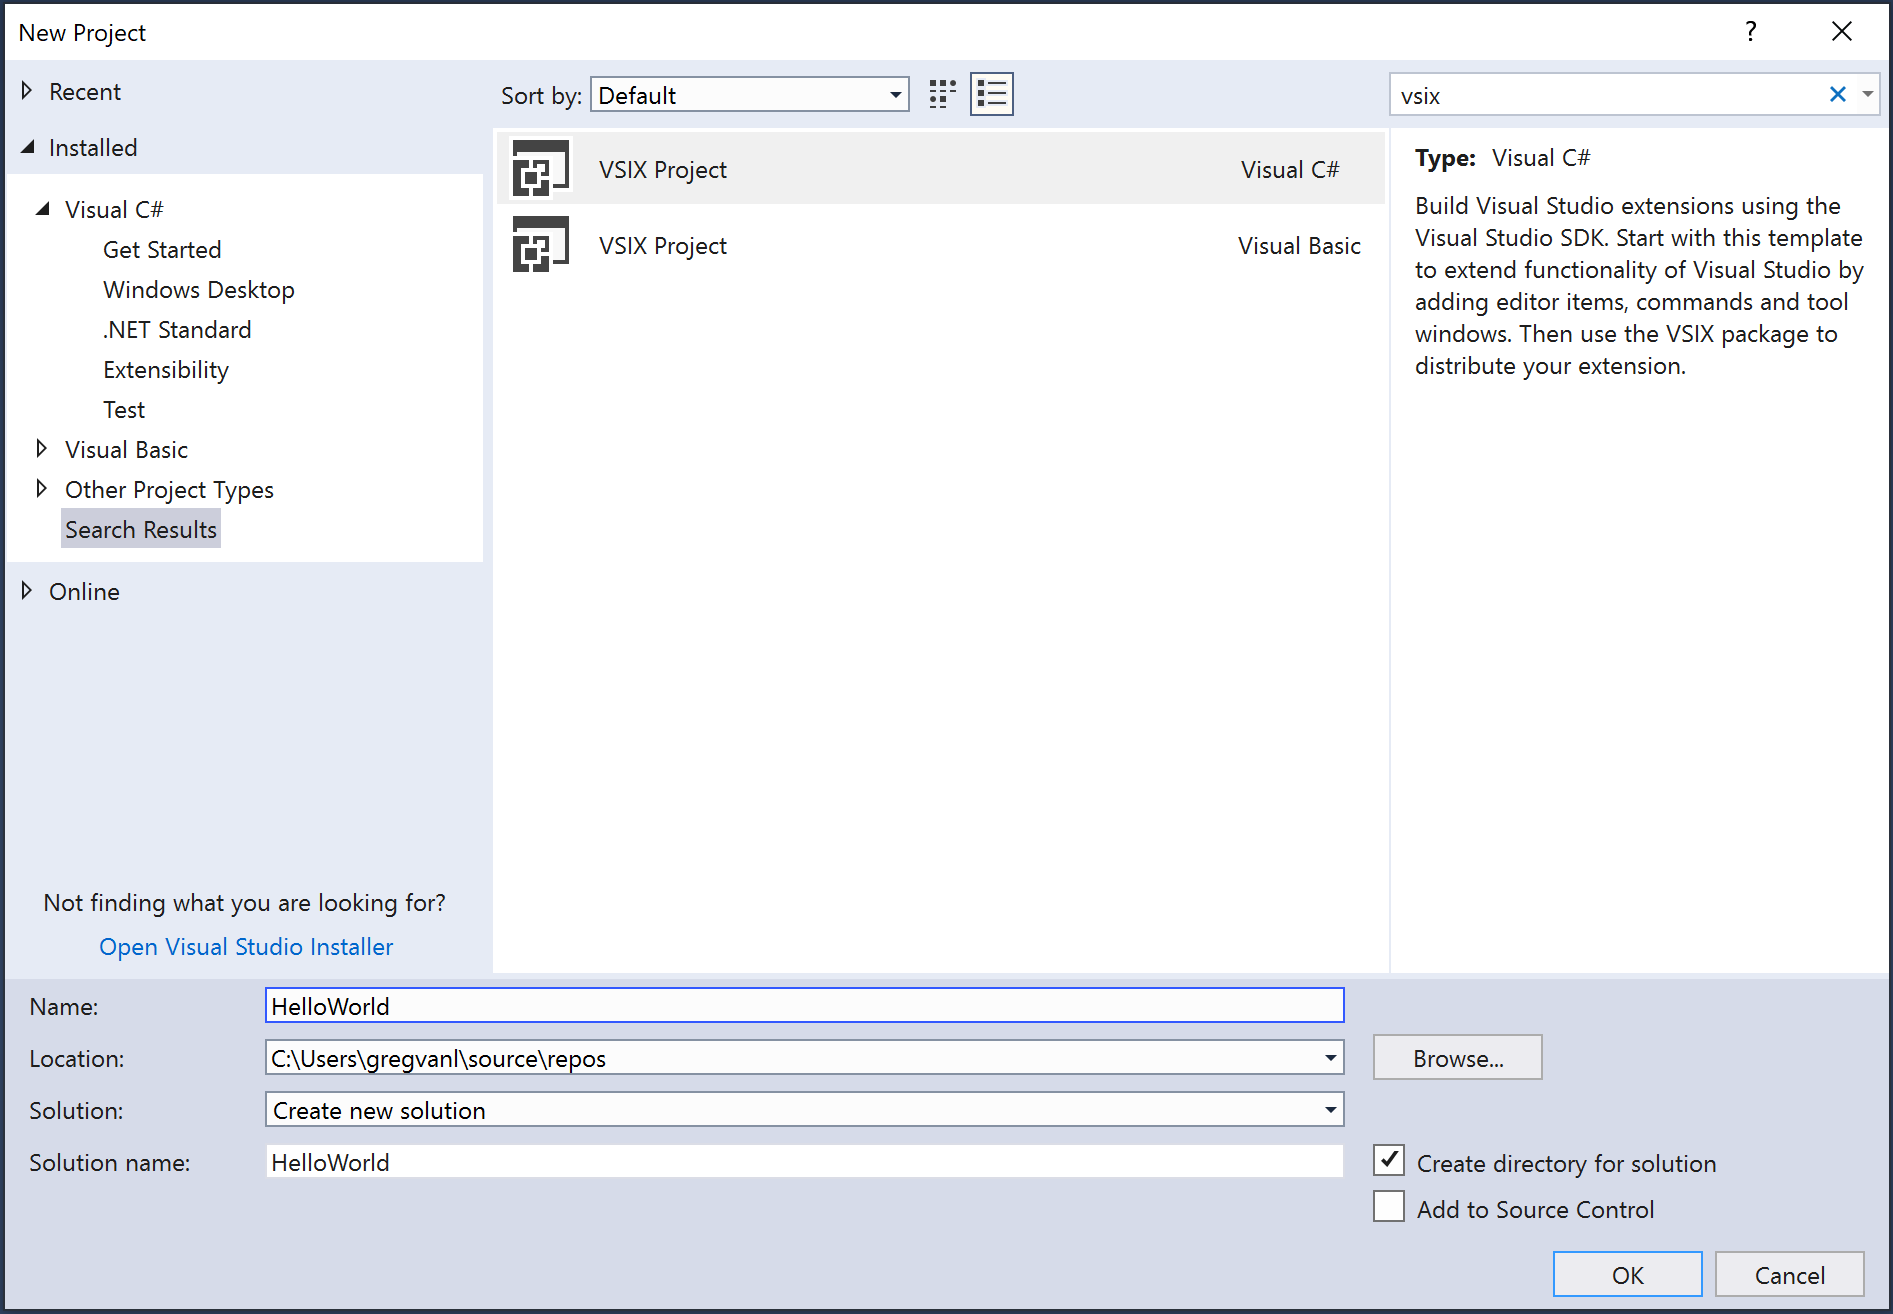 New Project
?
Recent
Installed
Visual C#
Get Started
Windows Desktop
.NET Standard
Extensibility
Test
Visual Basic
Other Project Types
Search Results
Online
Not finding what you are looking for?
Open Visual Studio Installer
Sort by: Default
VSIX Project Visual C#
VSIX Project Visual Basic
vsix
Type: Visual C#
Build Visual Studio extensions using the
Visual Studio SDK. Start with this template
to extend functionality of Visual Studio by
adding editor items, commands and tool
windows. Then use the VSIX package to
distribute your extension.
Name: HelloWorld
Location: C:\Users\gregvanl\source\repos Browse...
Solution: Create new solution
Solution name: HelloWorld
Create directory for solution
Add to Source Control
OK Cancel